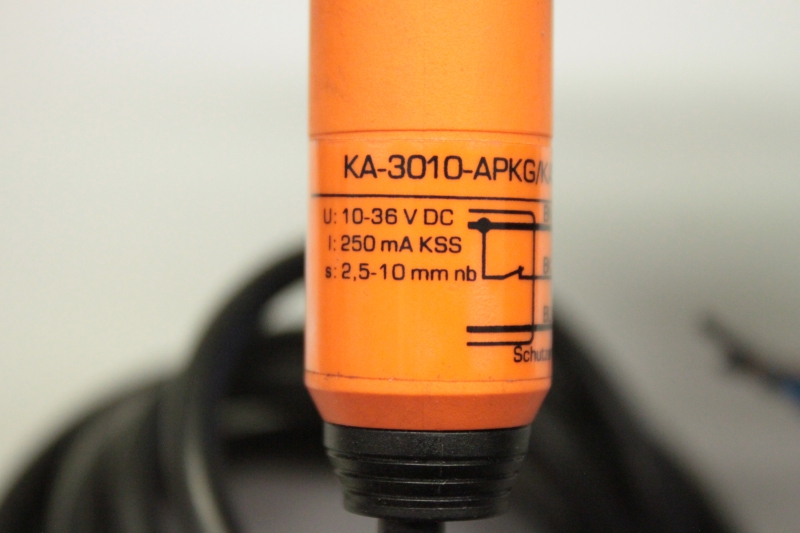 KA-3010-APKG/
U: 10-36 V DC
I: 250 mA KSS
s: 2,5-10 mm nb